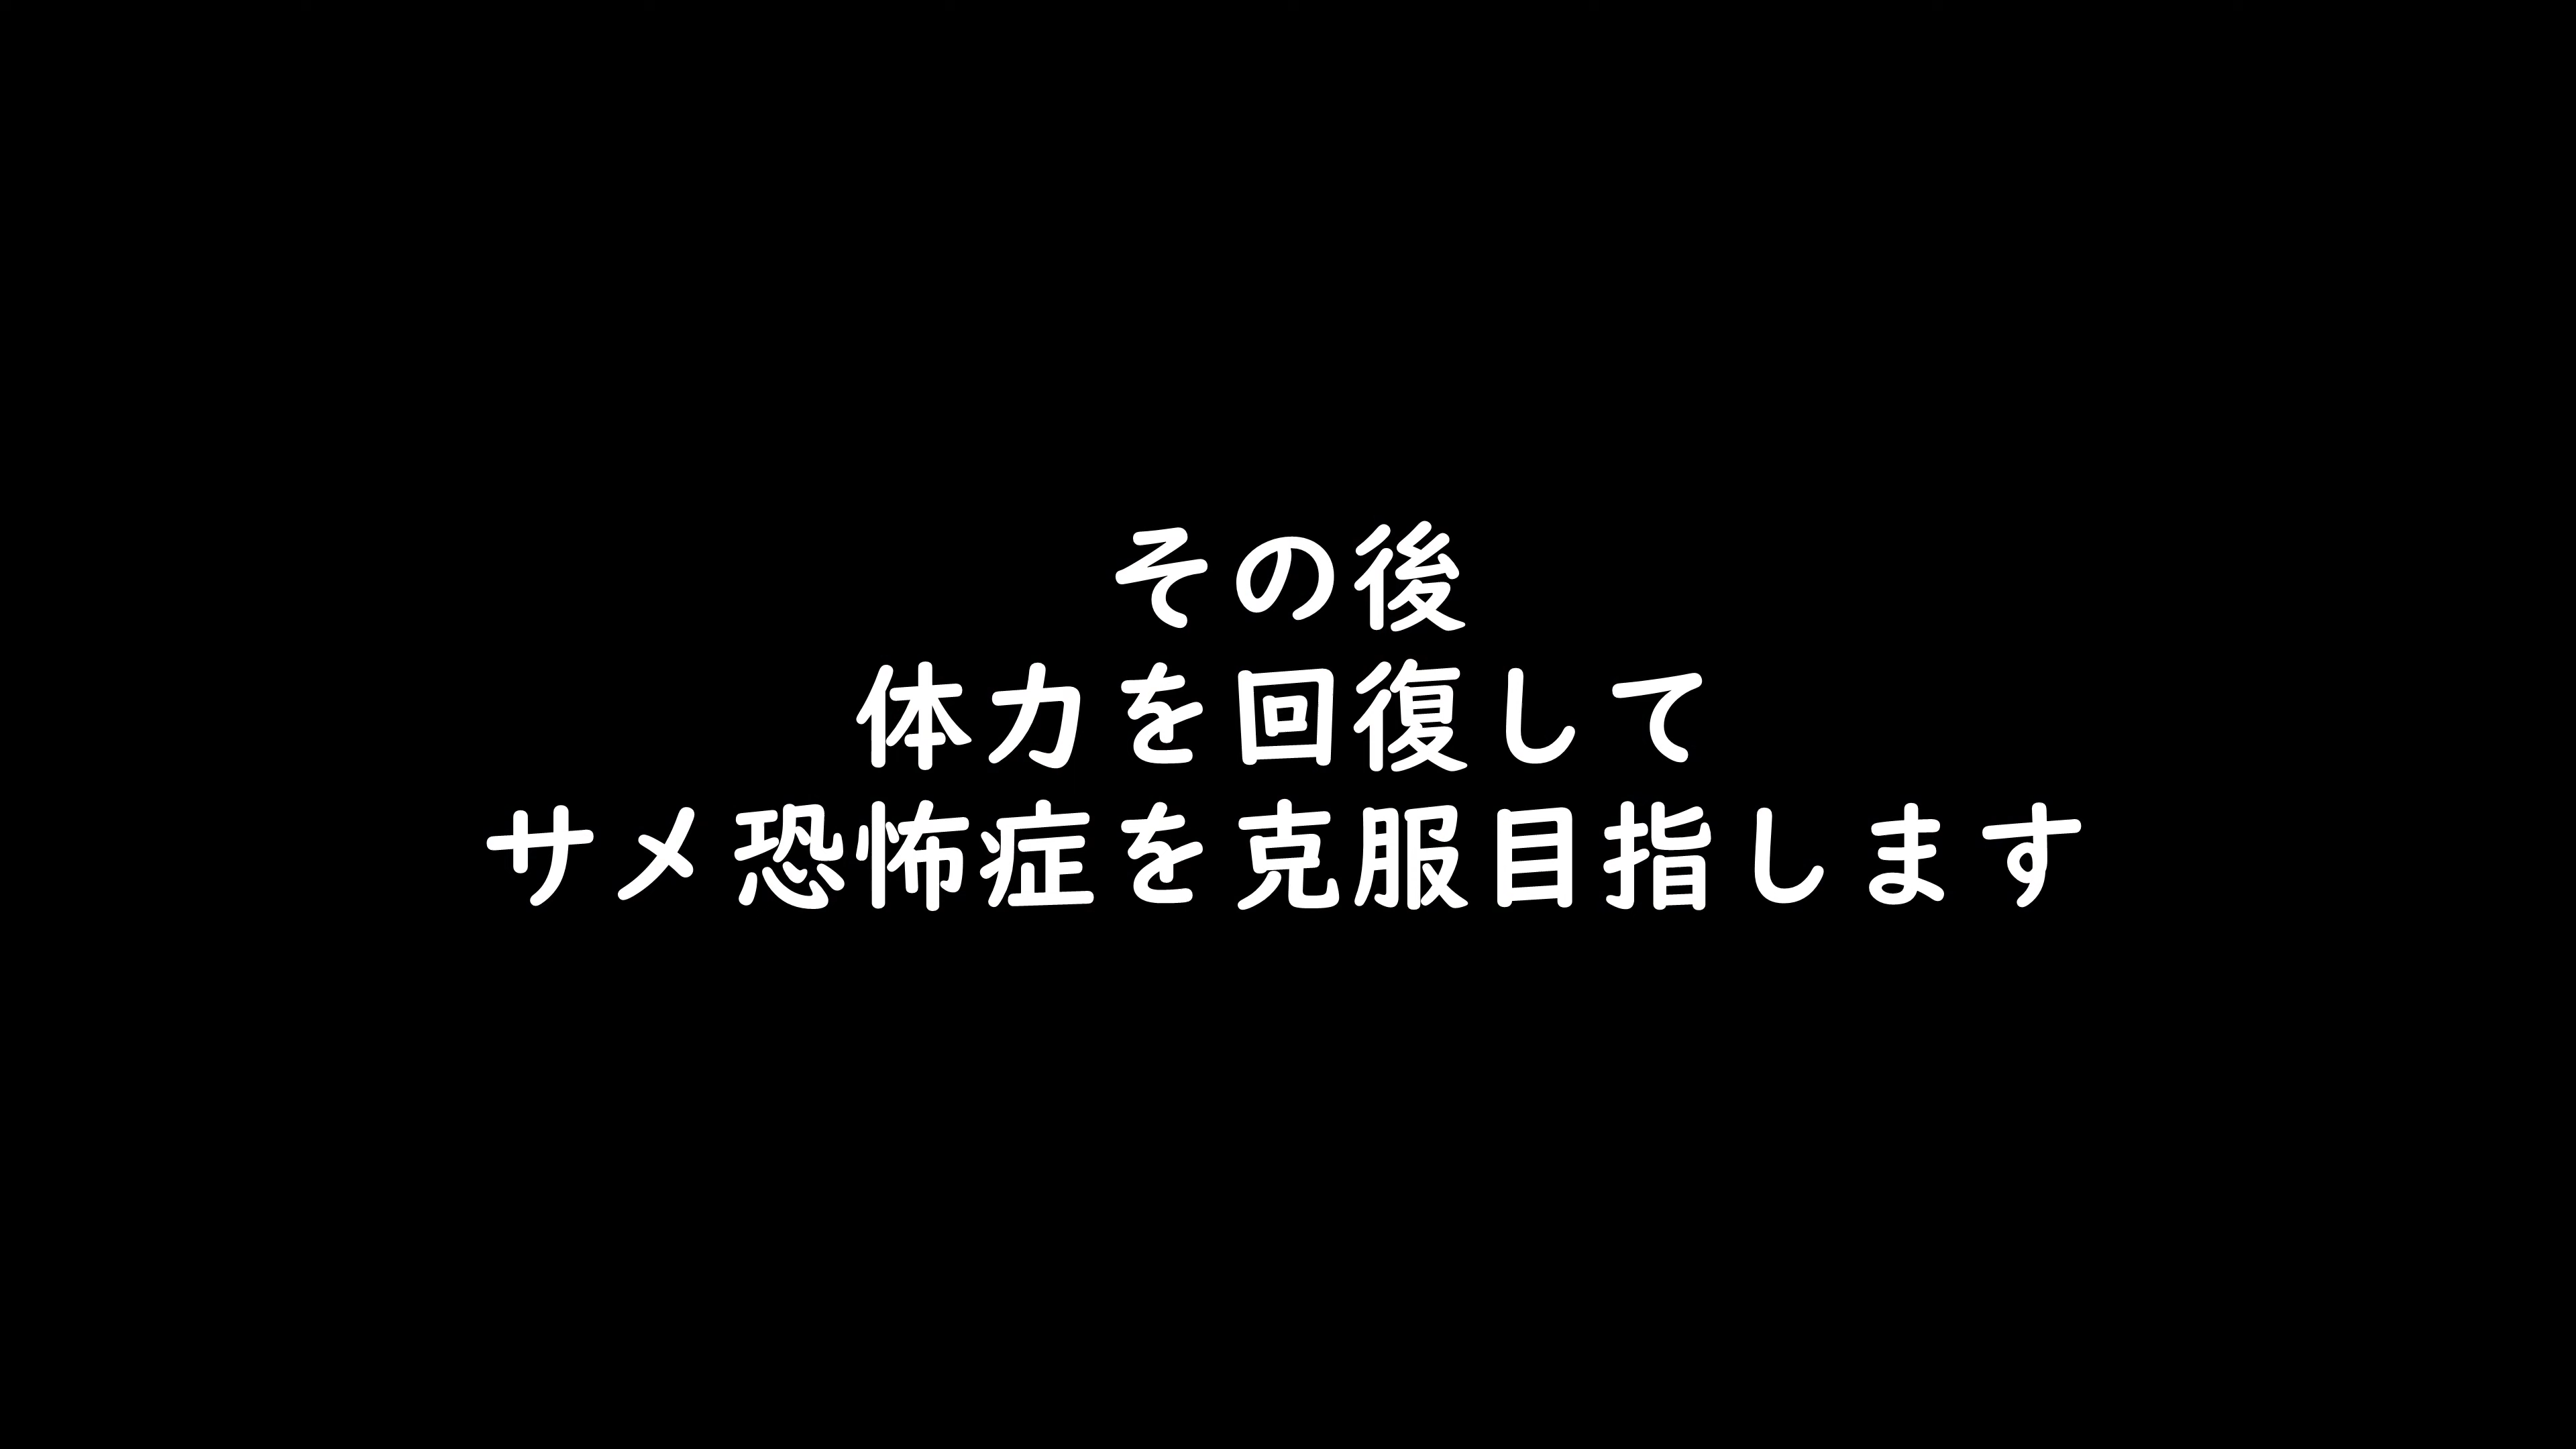 その後
体力を回復して
サメ恐怖症を克服目指します